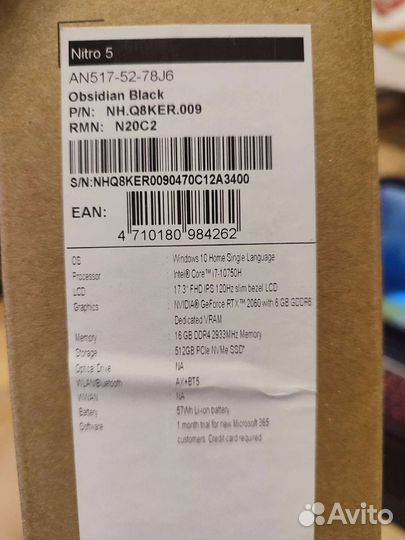 Nitro 5
AN517-52-78J6
Obsidian Black
P/N: NH.Q8KER.009
RMN: N20C2
S/N:NHQ8KER0090470C12A3400
EAN:
4 710180 984262
OS : Windows 10 Home Single Language
Processor : Intel® Core™ i7-10750H
LCD : 17.3' FHD IPS 120Hz slim bezel LCD
Graphics : NVIDIA® GeForce RTX™ 2060 with 6 GB GDDR6
Dedicated VRAM
Memory : 16 GB DDR4 2933MHz Memory
Storage : 512GB PCIe NVMe SSD*
Optical Drive : NA
WLAN/Bluetooth : AX+BT5
WWAN : NA
Battery : 57Wh Li-ion battery
Software : 1 month trial for new Microsoft 365
customers. Credit card required.
Avito